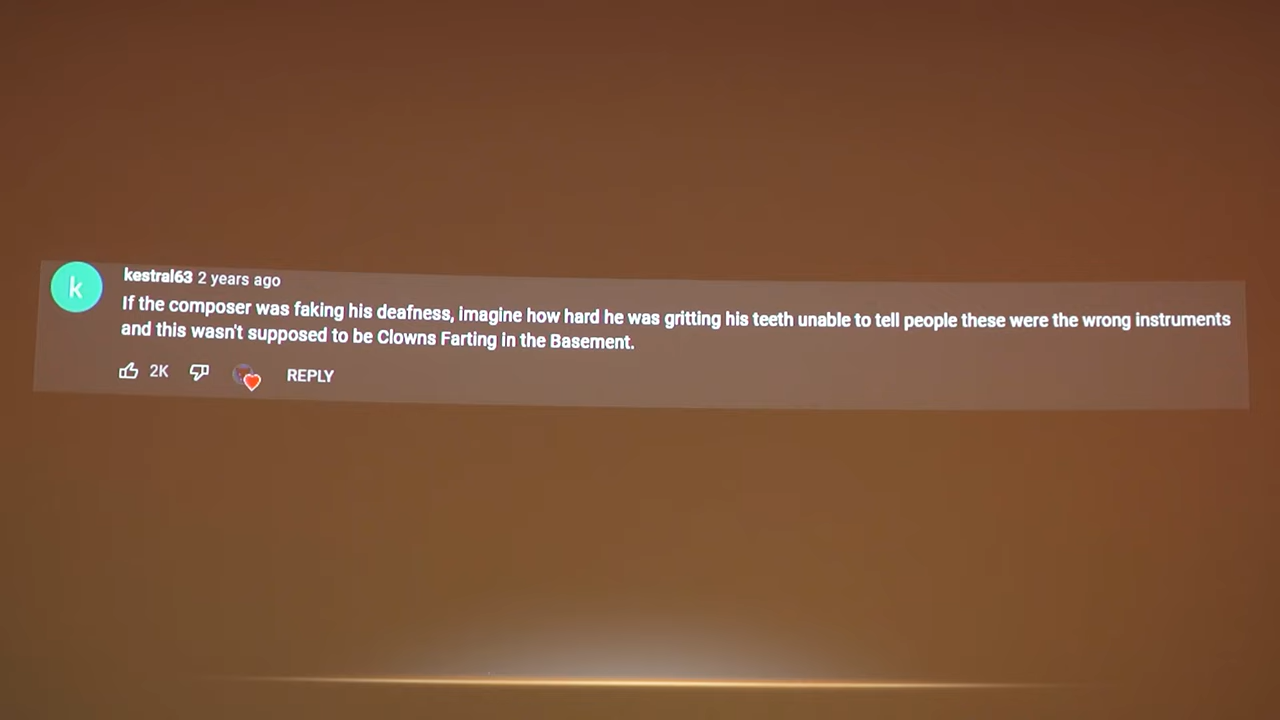 k
kestral63 2 years ago
If the composer was faking his deafness, imagine how hard he was gritting his teeth unable to tell people these were the wrong instruments
and this wasn't supposed to be Clowns Farting in the Basement.
2K REPLY